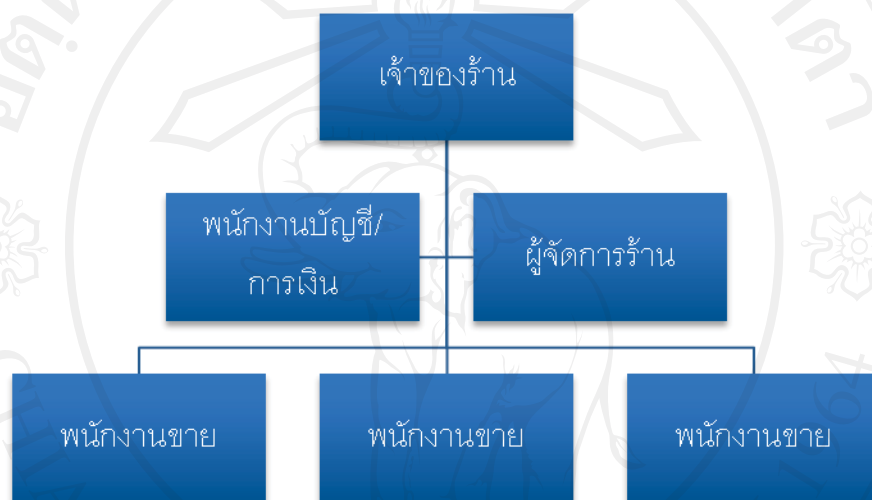 เจ้าของร้าน
พนักงานบัญชี/
การเงิน
ผู้จัดการร้าน
พนักงานขาย
พนักงานขาย
พนักงานขาย